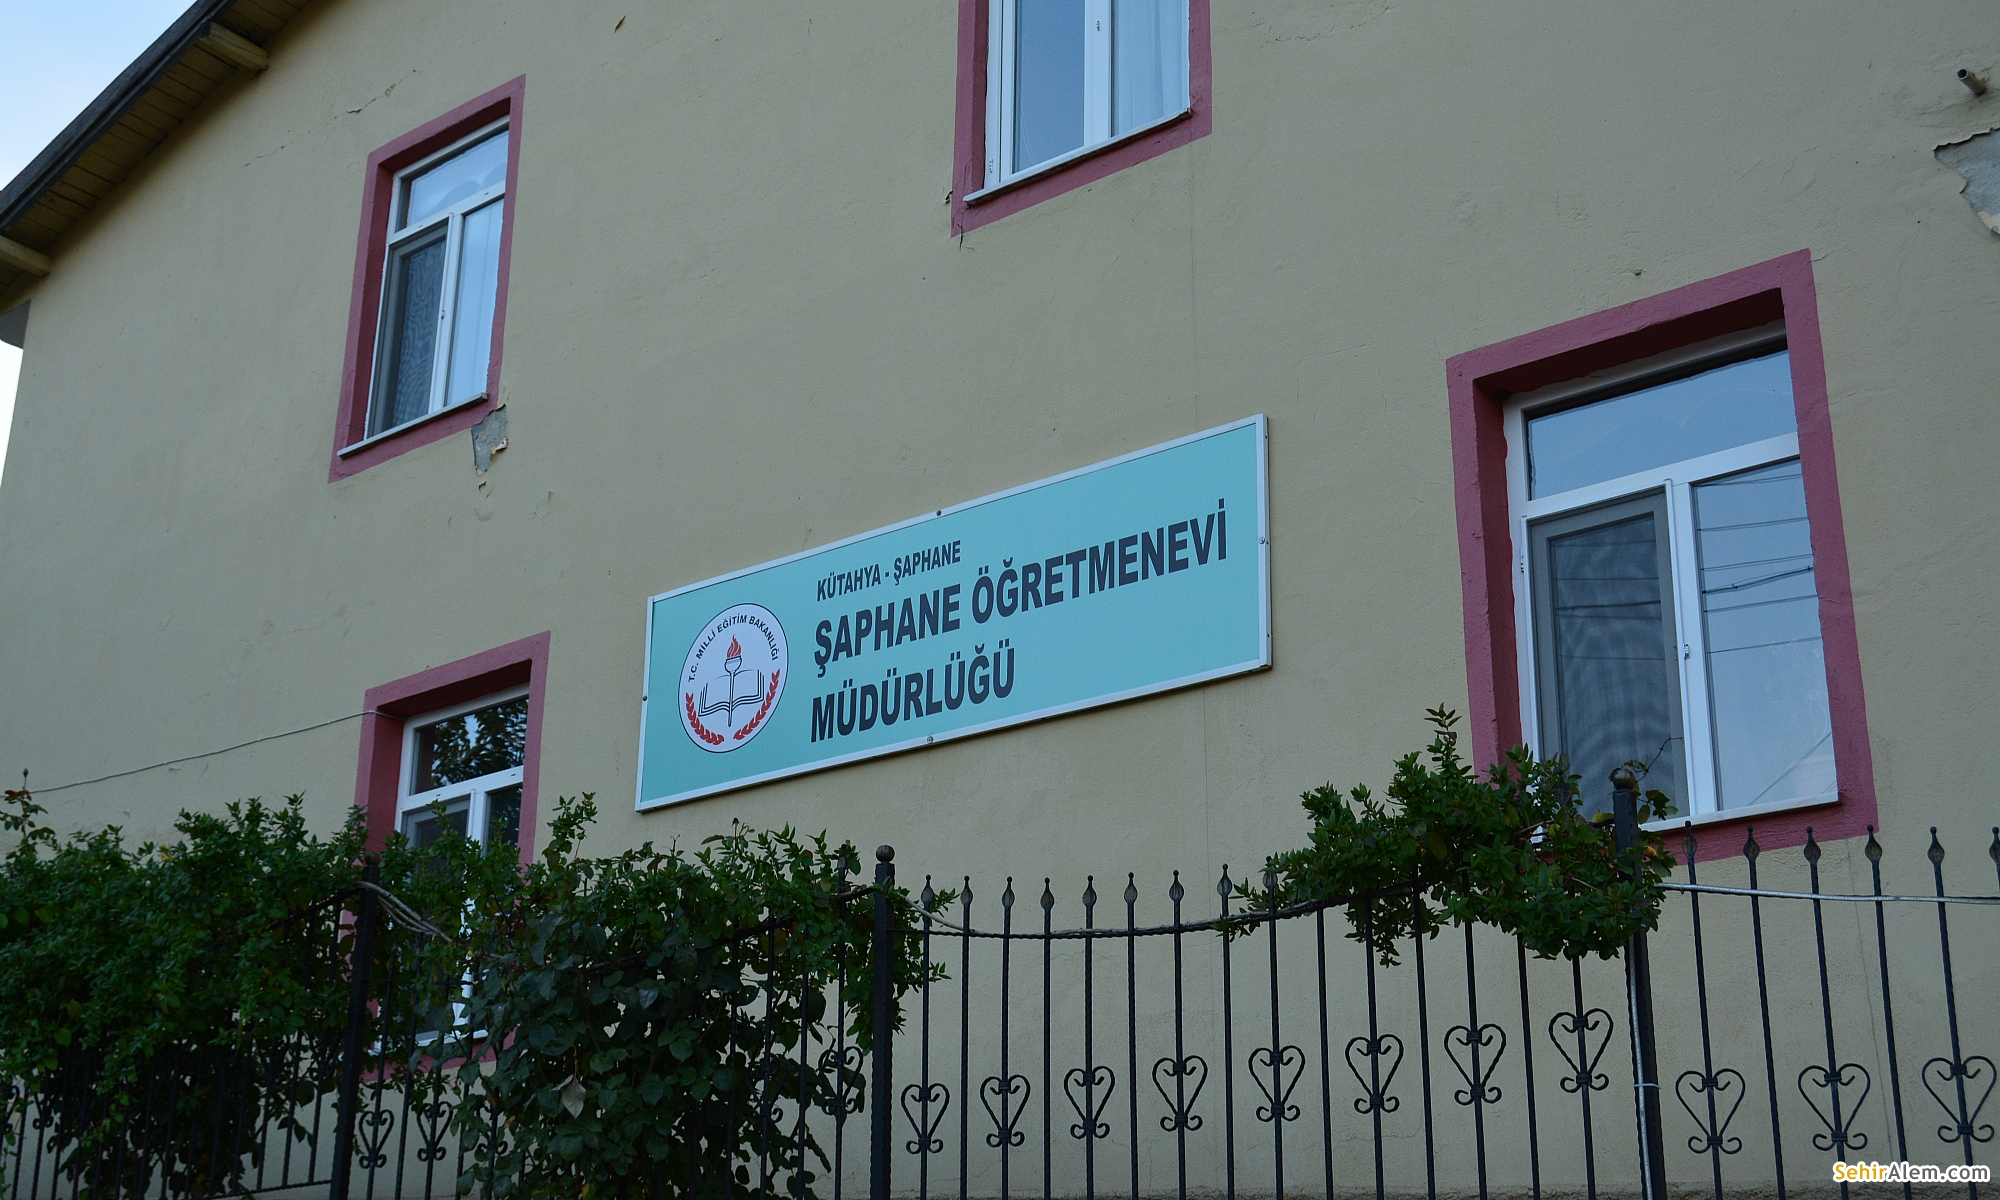 KÜTAHYA - ŞAPHANE
ŞAPHANE ÖĞRETMENEVİ
MÜDÜRLÜĞÜ
T.C. MİLLİ EĞİTİM BAKANLIĞI
SehirAlem.com